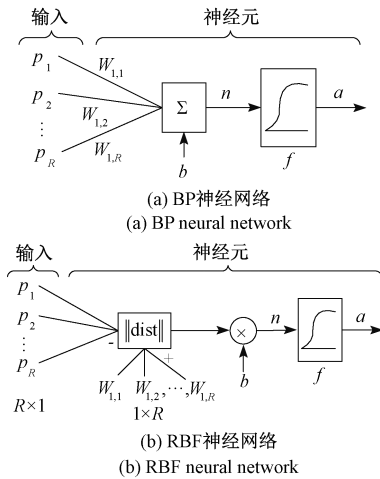 输入 神经元
p1 W1,1
p2 W1,2 Σ n a
⋮
pR W1,R b f
(a) BP神经网络
(a) BP neural network
输入 神经元
p1
p2 - ‖dist‖ × n a
⋮ +
pR W1,1 W1,2,⋯,W1,R b f
R×1 1×R
(b) RBF神经网络
(b) RBF neural network